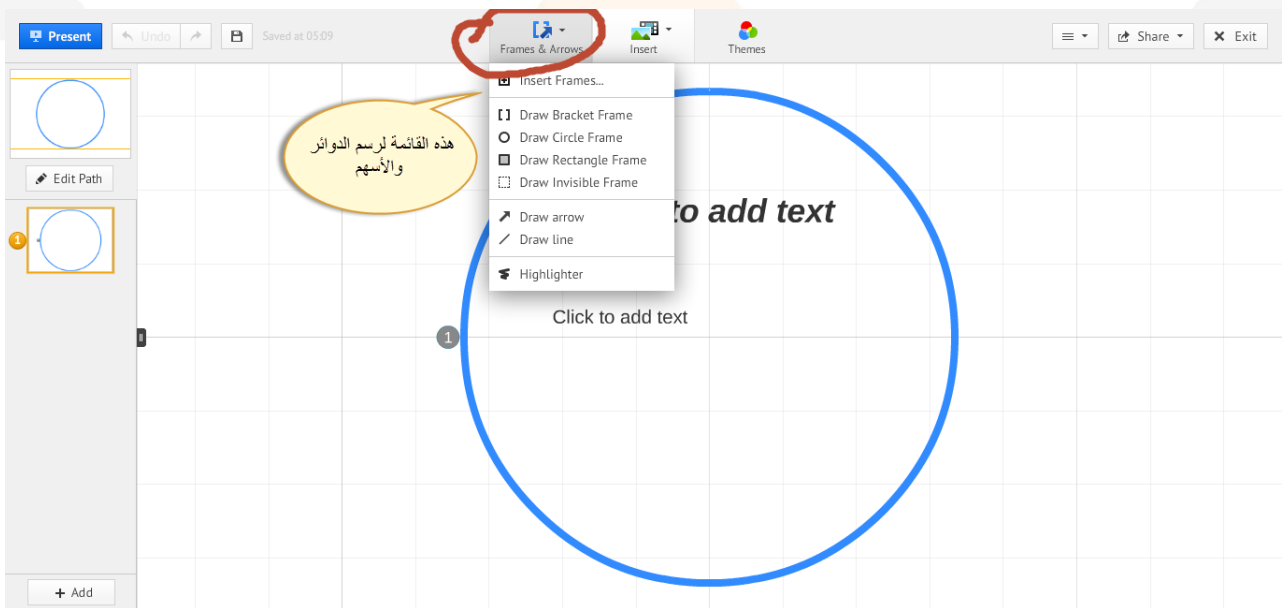 Present
Undo
Saved at 05:09
Frames & Arrows
Insert
Themes
Share
Exit
Insert Frames...
Draw Bracket Frame
Draw Circle Frame
Draw Rectangle Frame
Draw Invisible Frame
Draw arrow
Draw line
Highlighter
هذه القائمة لرسم الدوائر
والأسهم
Edit Path
1
to add text
Click to add text
1
Add